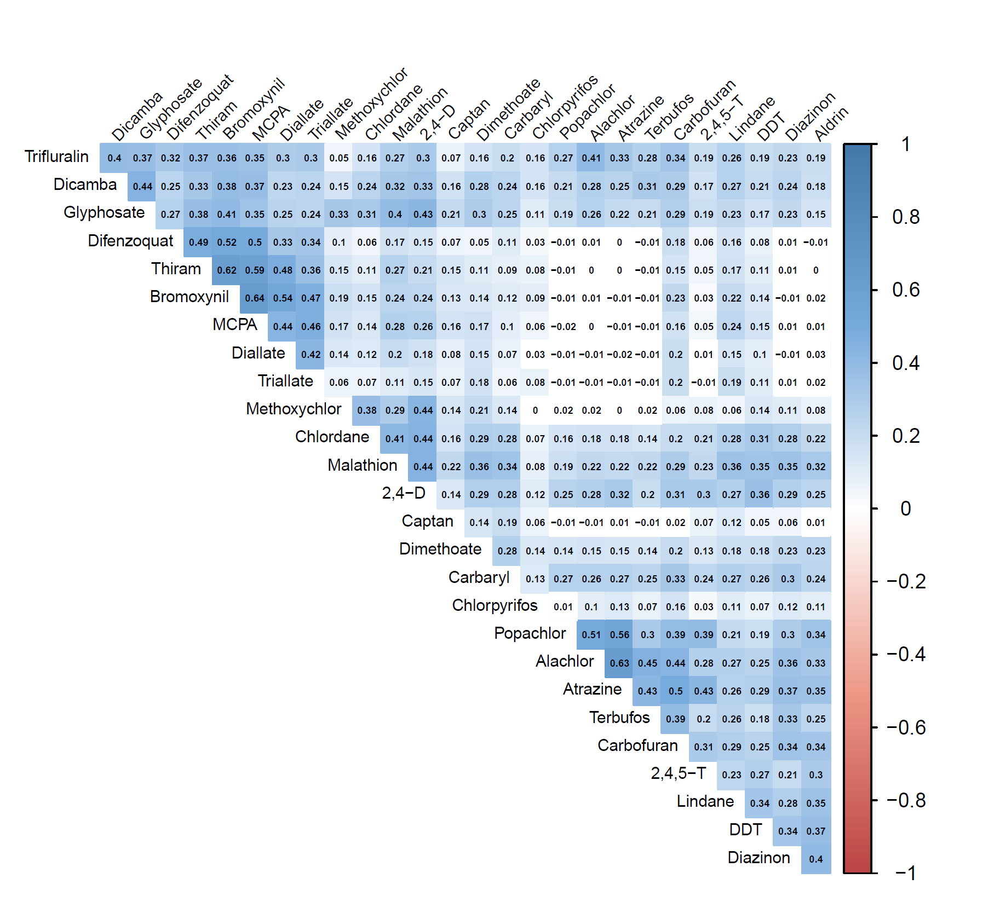 Dicamba Glyphosate Difenzoquat Thiram Bromoxynil MCPA Diallate Triallate Methoxychlor Chlordane Malathion 2,4−D Captan Dimethoate Carbaryl Chlorpyrifos Popachlor Alachlor Atrazine Terbufos Carbofuran 2,4,5−T Lindane DDT Diazinon Aldrin
Trifluralin 0.4 0.37 0.32 0.37 0.36 0.35 0.3 0.3 0.05 0.16 0.27 0.3 0.07 0.16 0.2 0.16 0.27 0.41 0.33 0.28 0.34 0.19 0.26 0.19 0.23 0.19
Dicamba 0.44 0.25 0.33 0.38 0.37 0.23 0.24 0.15 0.24 0.32 0.33 0.16 0.28 0.24 0.16 0.21 0.28 0.25 0.31 0.29 0.17 0.27 0.21 0.24 0.18
Glyphosate 0.27 0.38 0.41 0.35 0.25 0.24 0.33 0.31 0.4 0.43 0.21 0.3 0.25 0.11 0.19 0.26 0.22 0.21 0.29 0.19 0.23 0.17 0.23 0.15
Difenzoquat 0.49 0.52 0.5 0.33 0.34 0.1 0.06 0.17 0.15 0.07 0.05 0.11 0.03 −0.01 0.01 0 −0.01 0.18 0.06 0.16 0.08 0.01 −0.01
Thiram 0.62 0.59 0.48 0.36 0.15 0.11 0.27 0.21 0.15 0.11 0.09 0.08 −0.01 0 0 −0.01 0.15 0.05 0.17 0.11 0.01 0
Bromoxynil 0.64 0.54 0.47 0.19 0.15 0.24 0.24 0.13 0.14 0.12 0.09 −0.01 0.01 −0.01 −0.01 0.23 0.03 0.22 0.14 −0.01 0.02
MCPA 0.44 0.46 0.17 0.14 0.28 0.26 0.16 0.17 0.1 0.06 −0.02 0 −0.01 −0.01 0.16 0.05 0.24 0.15 0.01 0.01
Diallate 0.42 0.14 0.12 0.2 0.18 0.08 0.15 0.07 0.03 −0.01 −0.01 −0.02 −0.01 0.2 0.01 0.15 0.1 −0.01 0.03
Triallate 0.06 0.07 0.11 0.15 0.07 0.18 0.06 0.08 −0.01 −0.01 −0.01 −0.01 0.2 −0.01 0.19 0.11 0.01 0.02
Methoxychlor 0.38 0.29 0.44 0.14 0.21 0.14 0 0.02 0.02 0 0.02 0.06 0.08 0.06 0.14 0.11 0.08
Chlordane 0.41 0.44 0.16 0.29 0.28 0.07 0.16 0.18 0.18 0.14 0.2 0.21 0.28 0.31 0.28 0.22
Malathion 0.44 0.22 0.36 0.34 0.08 0.19 0.22 0.22 0.22 0.29 0.23 0.36 0.35 0.35 0.32
2,4−D 0.14 0.29 0.28 0.12 0.25 0.28 0.32 0.2 0.31 0.3 0.27 0.36 0.29 0.25
Captan 0.14 0.19 0.06 −0.01 −0.01 0.01 −0.01 0.02 0.07 0.12 0.05 0.06 0.01
Dimethoate 0.28 0.14 0.14 0.15 0.15 0.14 0.2 0.13 0.18 0.18 0.23 0.23
Carbaryl 0.13 0.27 0.26 0.27 0.25 0.33 0.24 0.27 0.26 0.3 0.24
Chlorpyrifos 0.01 0.1 0.13 0.07 0.16 0.03 0.11 0.07 0.12 0.11
Popachlor 0.51 0.56 0.3 0.39 0.39 0.21 0.19 0.3 0.34
Alachlor 0.63 0.45 0.44 0.28 0.27 0.25 0.36 0.33
Atrazine 0.43 0.5 0.43 0.26 0.29 0.37 0.35
Terbufos 0.39 0.2 0.26 0.18 0.33 0.25
Carbofuran 0.31 0.29 0.25 0.34 0.34
2,4,5−T 0.23 0.27 0.21 0.3
Lindane 0.34 0.28 0.35
DDT 0.34 0.37
Diazinon 0.4
1
0.8
0.6
0.4
0.2
0
−0.2
−0.4
−0.6
−0.8
−1